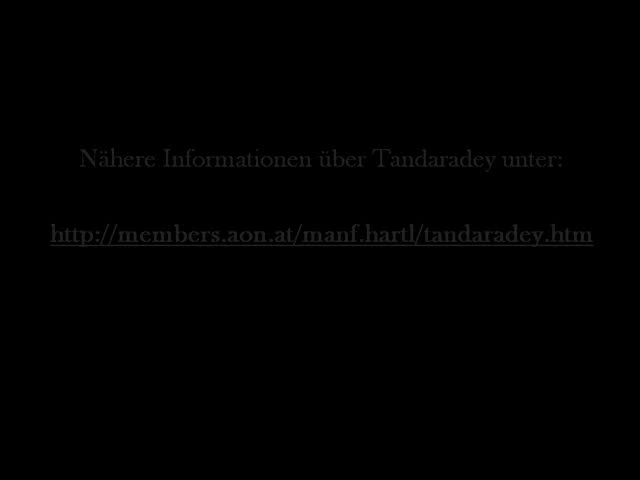 Nähere Informationen über Tandaradey unter:
http://members.aon.at/manf.hartl/tandaradey.htm